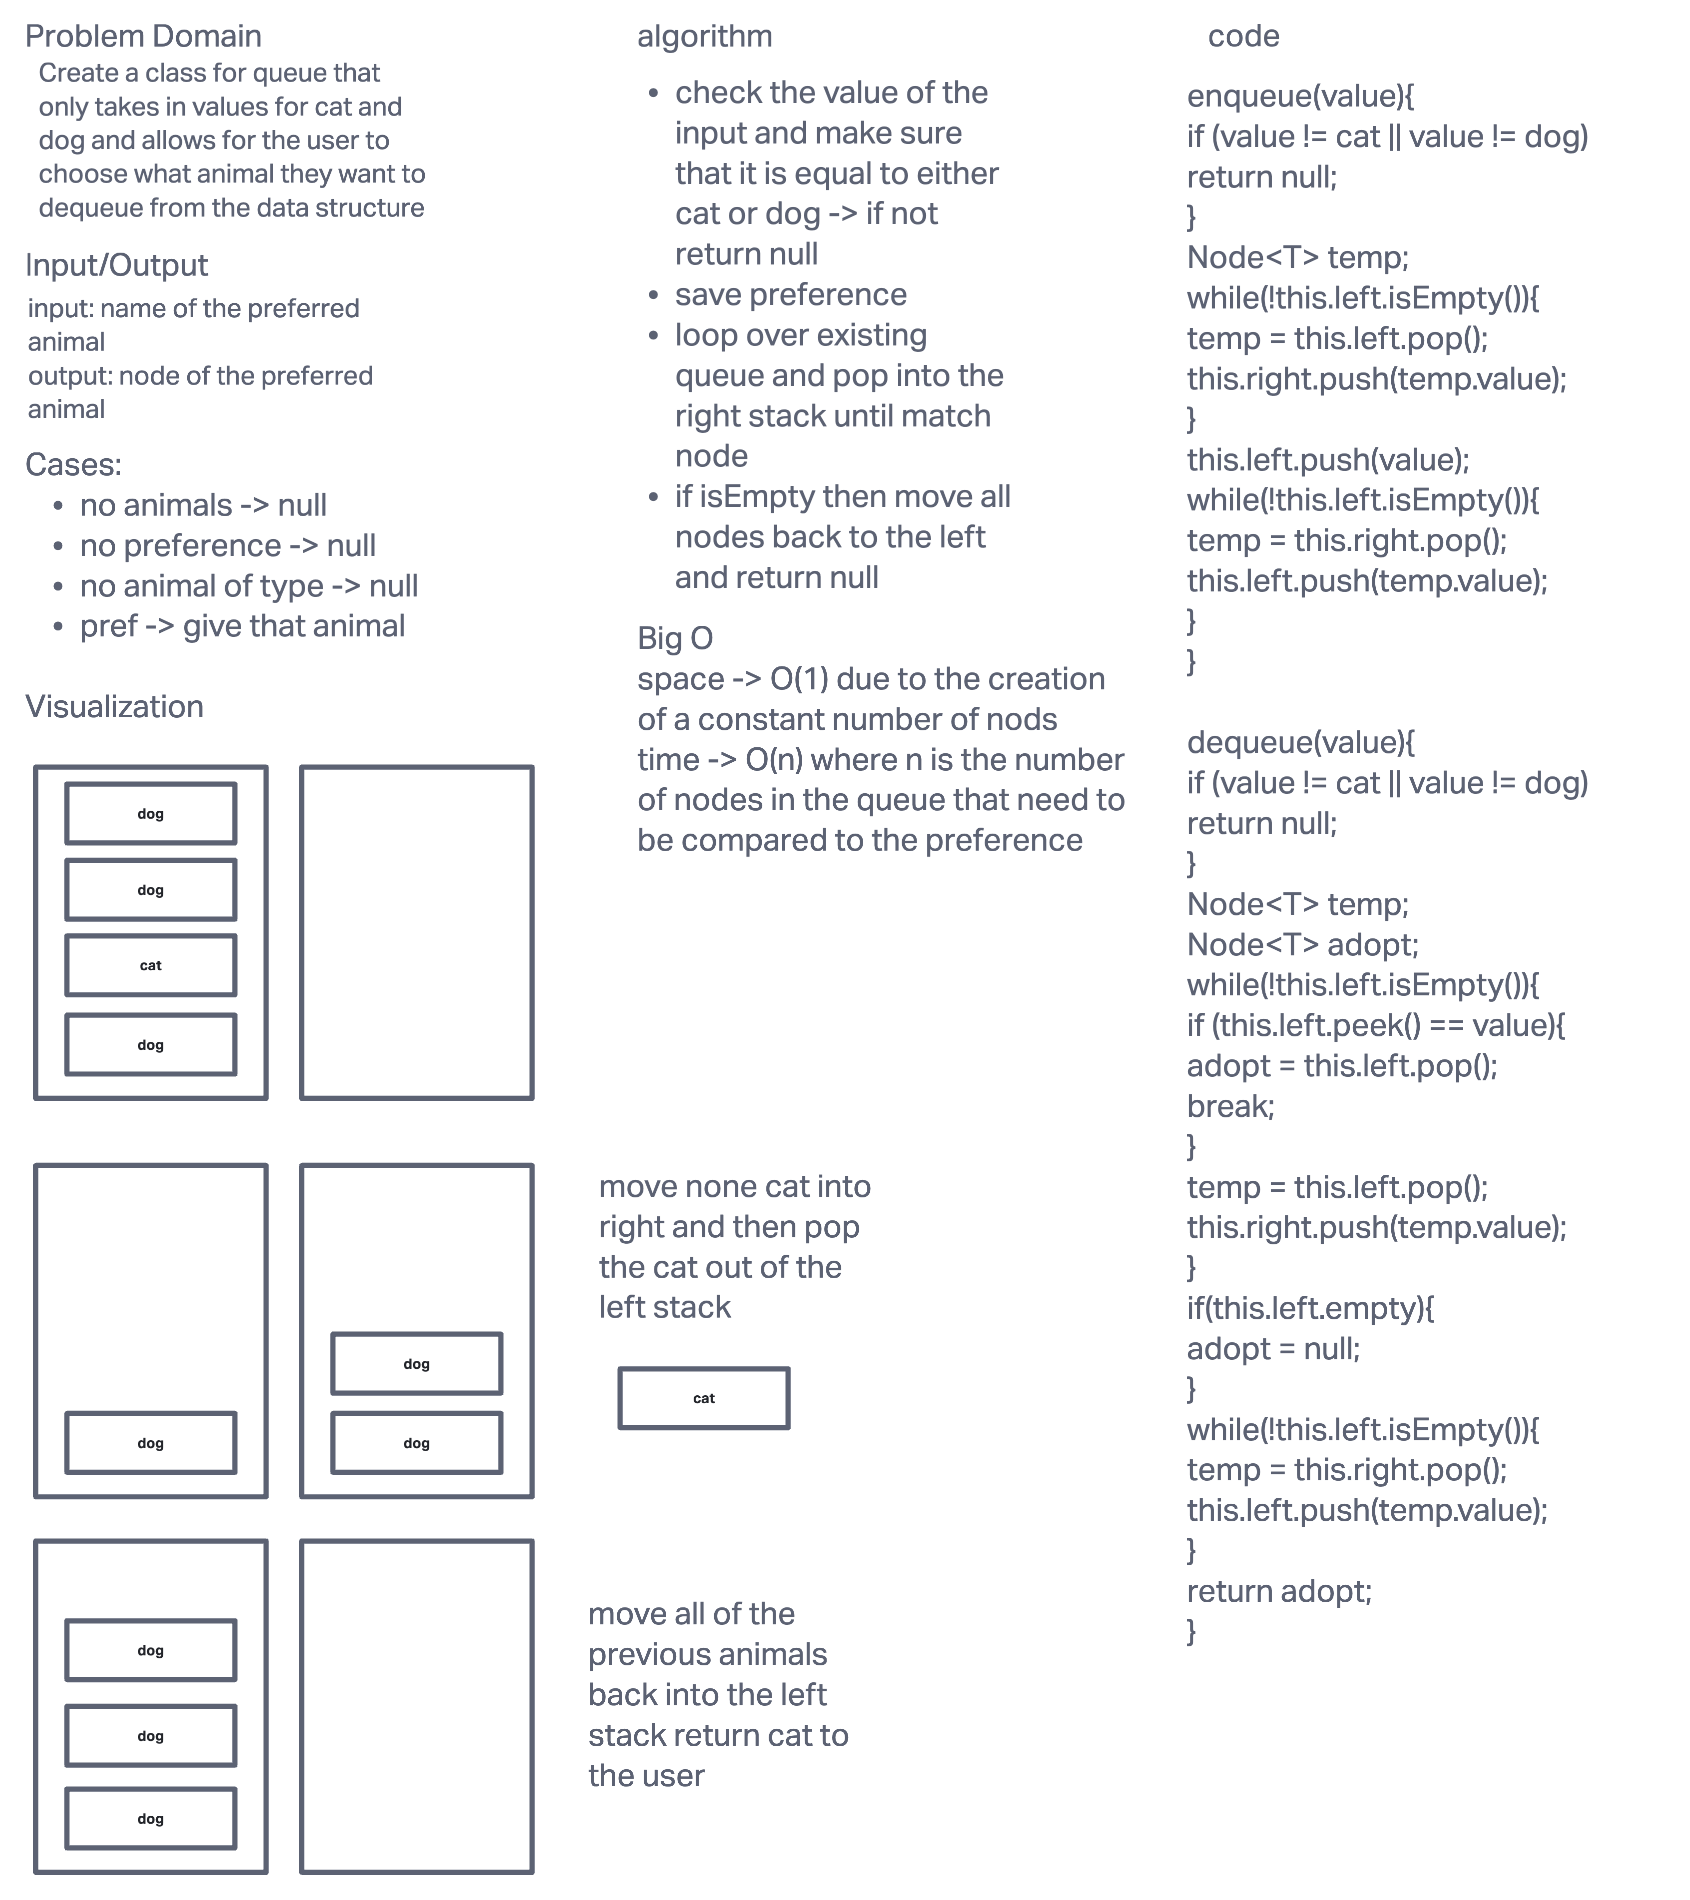 Problem Domain
Create a class for queue that
only takes in values for cat and
dog and allows for the user to
choose what animal they want to
dequeue from the data structure
Input/Output
input: name of the preferred
animal
output: node of the preferred
animal
Cases:
• no animals -> null
• no preference -> null
• no animal of type -> null
• pref -> give that animal
Visualization
dog
dog
cat
dog
dog
dog
dog
move none cat into
right and then pop
the cat out of the
left stack
cat
dog
dog
dog
move all of the
previous animals
back into the left
stack return cat to
the user
algorithm
• check the value of the
input and make sure
that it is equal to either
cat or dog -> if not
return null
• save preference
• loop over existing
queue and pop into the
right stack until match
node
• if isEmpty then move all
nodes back to the left
and return null
Big O
space -> O(1) due to the creation
of a constant number of nods
time -> O(n) where n is the number
of nodes in the queue that need to
be compared to the preference
code
enqueue(value){
if (value != cat || value != dog)
return null;
}
Node<T> temp;
while(!this.left.isEmpty()){
temp = this.left.pop();
this.right.push(temp.value);
}
this.left.push(value);
while(!this.left.isEmpty()){
temp = this.right.pop();
this.left.push(temp.value);
}
}
dequeue(value){
if (value != cat || value != dog)
return null;
}
Node<T> temp;
Node<T> adopt;
while(!this.left.isEmpty()){
if (this.left.peek() == value){
adopt = this.left.pop();
break;
}
temp = this.left.pop();
this.right.push(temp.value);
}
if(this.left.empty){
adopt = null;
}
while(!this.left.isEmpty()){
temp = this.right.pop();
this.left.push(temp.value);
}
return adopt;
}